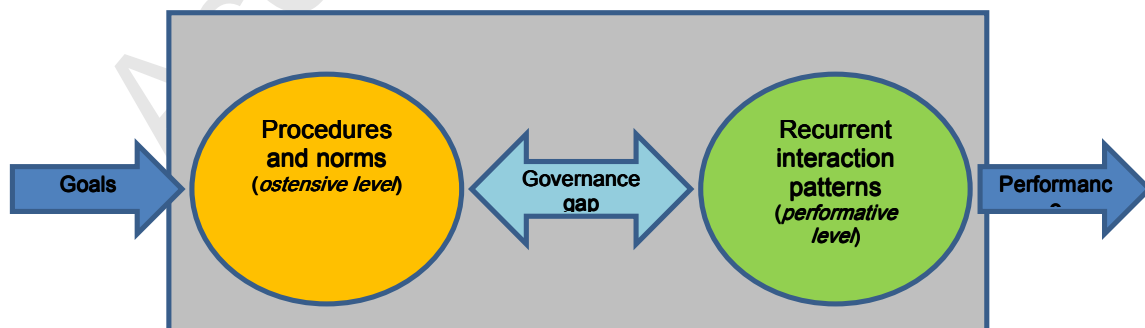 Goals
Procedures
and norms
(ostensive level)
Governance
gap
Recurrent
interaction
patterns
(performative
level)
Performanc